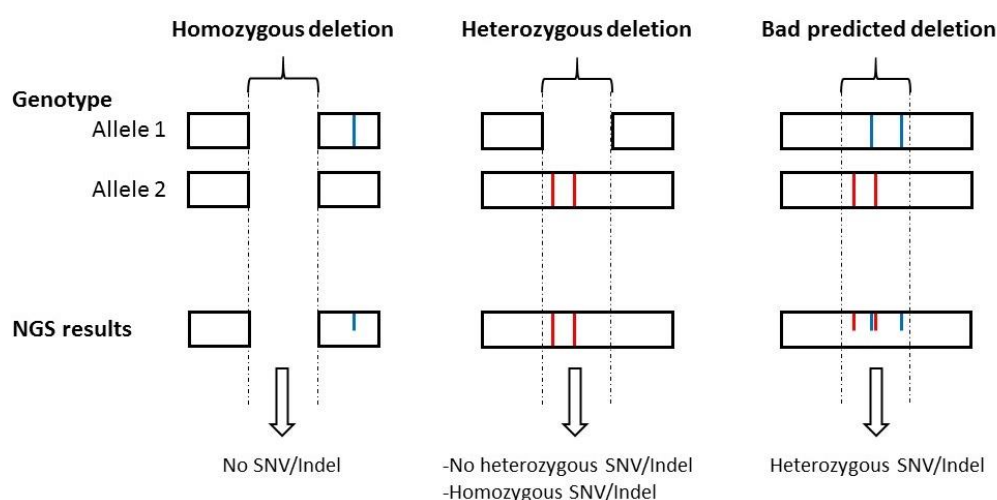 Homozygous deletion
Heterozygous deletion
Bad predicted deletion
Genotype
Allele 1
Allele 2
NGS results
No SNV/Indel
-No heterozygous SNV/Indel
-Homozygous SNV/Indel
Heterozygous SNV/Indel